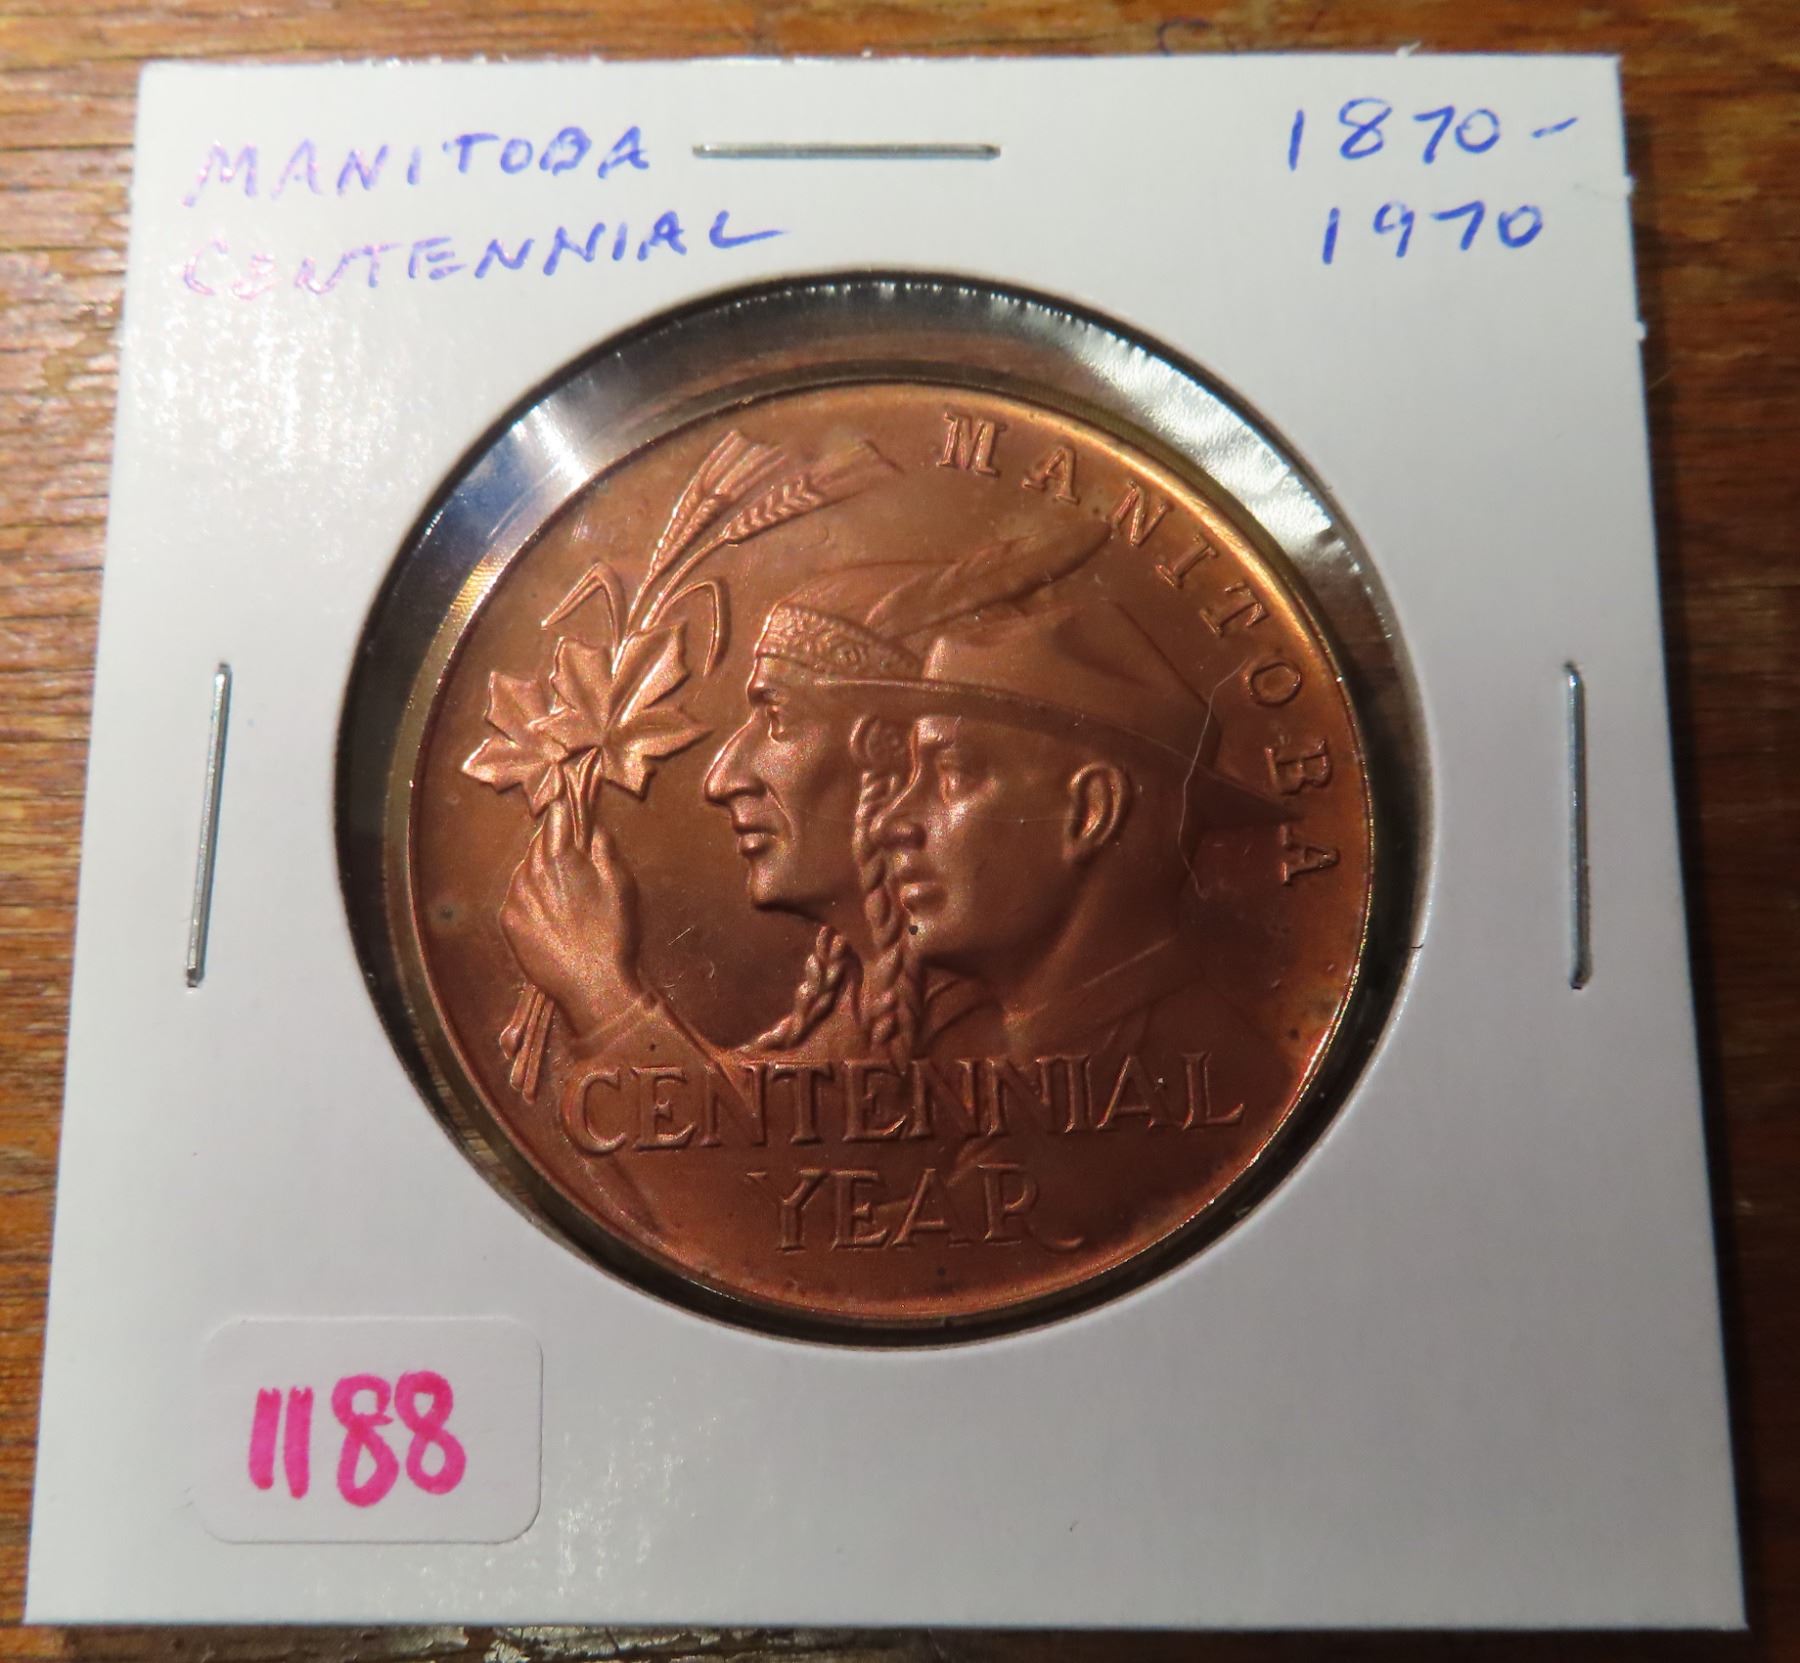 MANITOBA
CENTENNIAL
1870-
1970
MANITOBA
CENTENNIAL
YEAR
1188